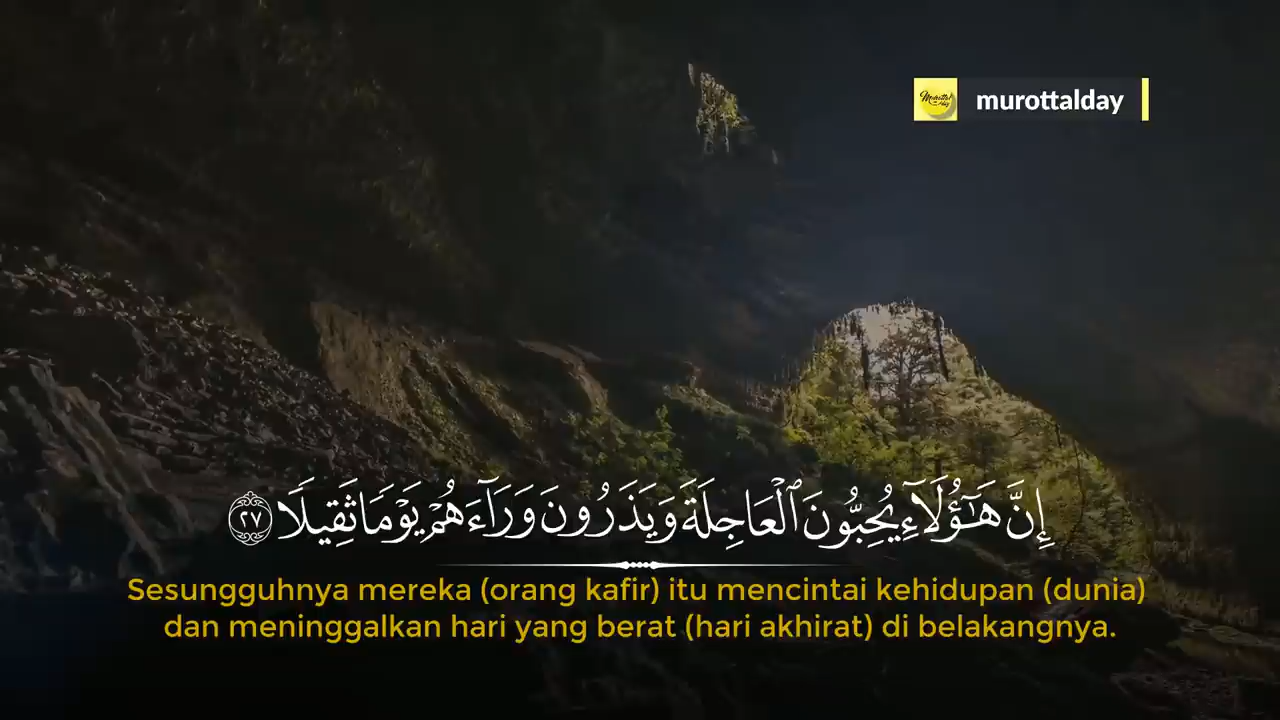 murottalday
إِنَّ هَٰٓؤُلَآءِ يُحِبُّونَ ٱلْعَاجِلَةَ وَيَذَرُونَ وَرَآءَهُمْ يَوْمًا ثَقِيلًا ٢٧
Sesungguhnya mereka (orang kafir) itu mencintai kehidupan (dunia)
dan meninggalkan hari yang berat (hari akhirat) di belakangnya.